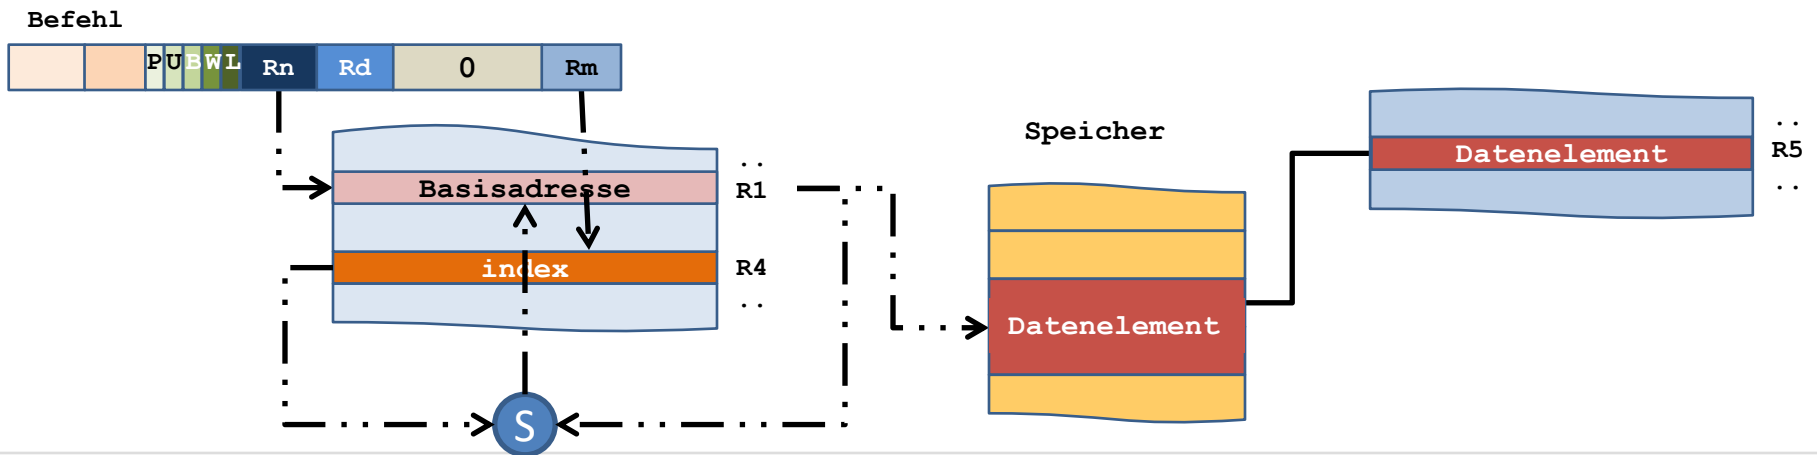 Befehl
P U B W L Rn Rd 0 Rm
Speicher
..
Datenelement R5
..
..
Basisadresse R1
index R4
..
Datenelement
S